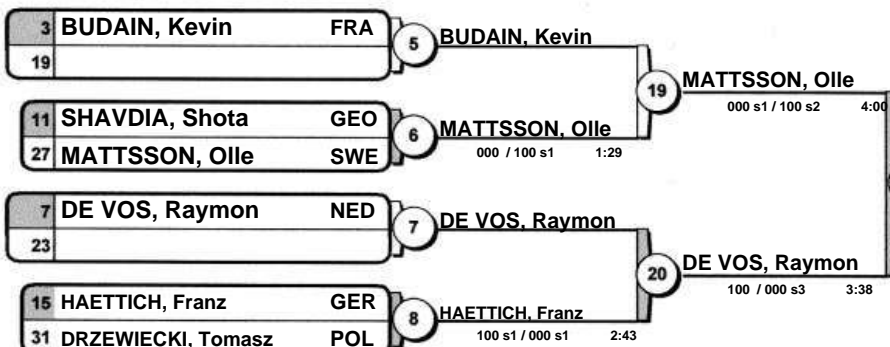 3 BUDAIN, Kevin FRA
19
5
BUDAIN, Kevin
11 SHAVDIA, Shota GEO
27 MATTSSON, Olle SWE
6
MATTSSON, Olle
000 / 100 s1 1:29
19
MATTSSON, Olle
000 s1 / 100 s2 4:00
7 DE VOS, Raymon NED
23
7
DE VOS, Raymon
15 HAETTICH, Franz GER
31 DRZEWIECKI, Tomasz POL
8
HAETTICH, Franz
100 s1 / 000 s1 2:43
20
DE VOS, Raymon
100 / 000 s3 3:38